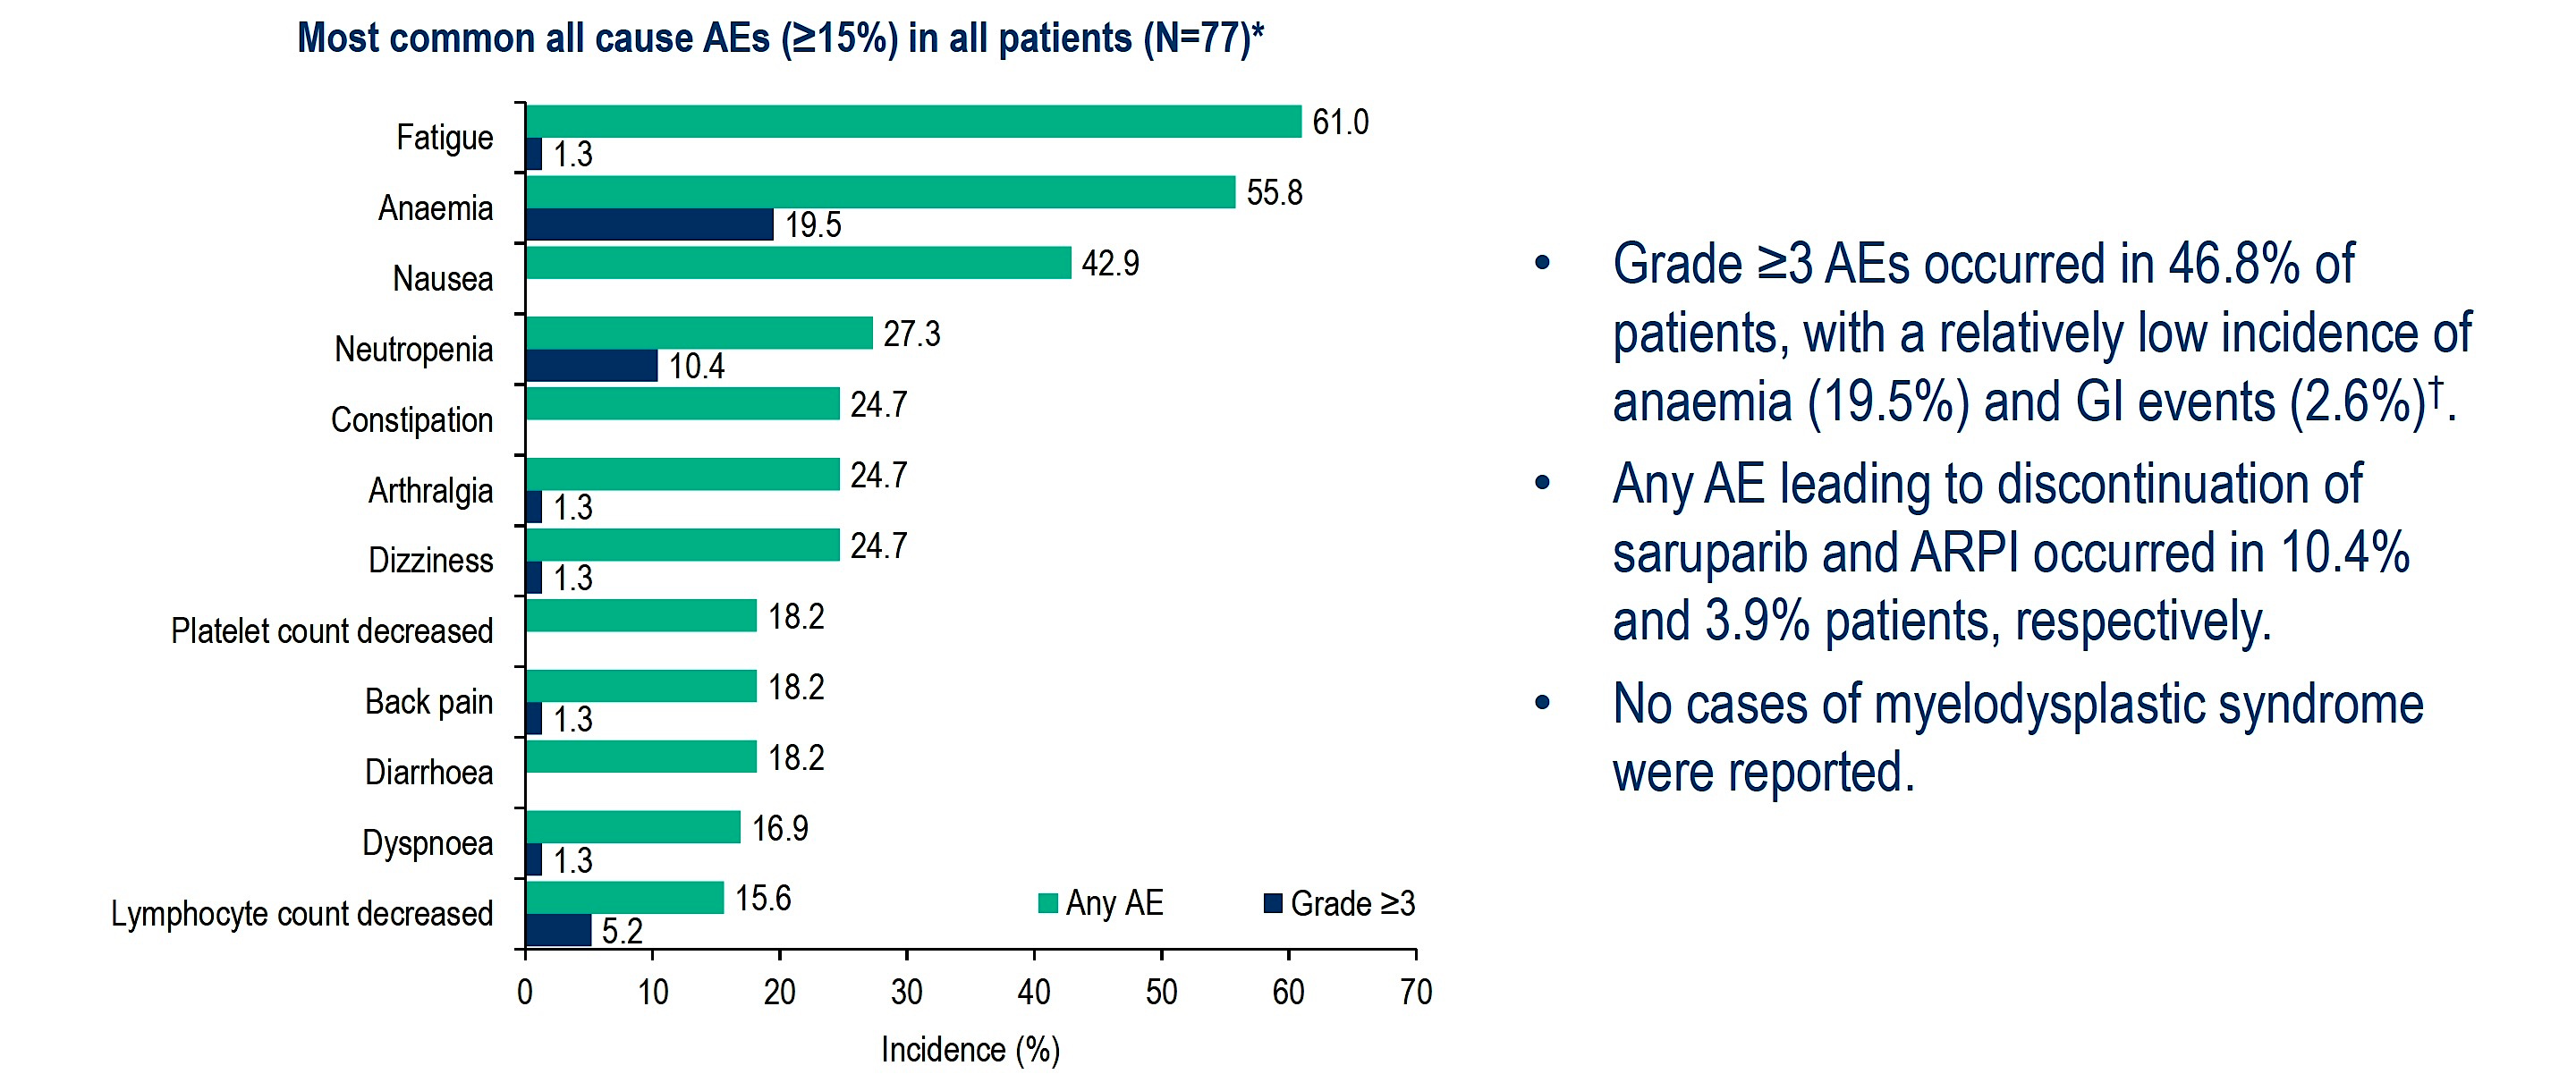 Most common all cause AEs (≥15%) in all patients (N=77)*
Fatigue
61.0
1.3
Anaemia
55.8
19.5
Nausea
42.9
Neutropenia
27.3
10.4
Constipation
24.7
Arthralgia
24.7
1.3
Dizziness
24.7
1.3
Platelet count decreased
18.2
Back pain
18.2
1.3
Diarrhoea
18.2
Dyspnoea
16.9
1.3
Lymphocyte count decreased
15.6
5.2
Any AE
Grade ≥3
0 10 20 30 40 50 60 70
Incidence (%)
• Grade ≥3 AEs occurred in 46.8% of
patients, with a relatively low incidence of
anaemia (19.5%) and GI events (2.6%)†.
• Any AE leading to discontinuation of
saruparib and ARPI occurred in 10.4%
and 3.9% patients, respectively.
• No cases of myelodysplastic syndrome
were reported.